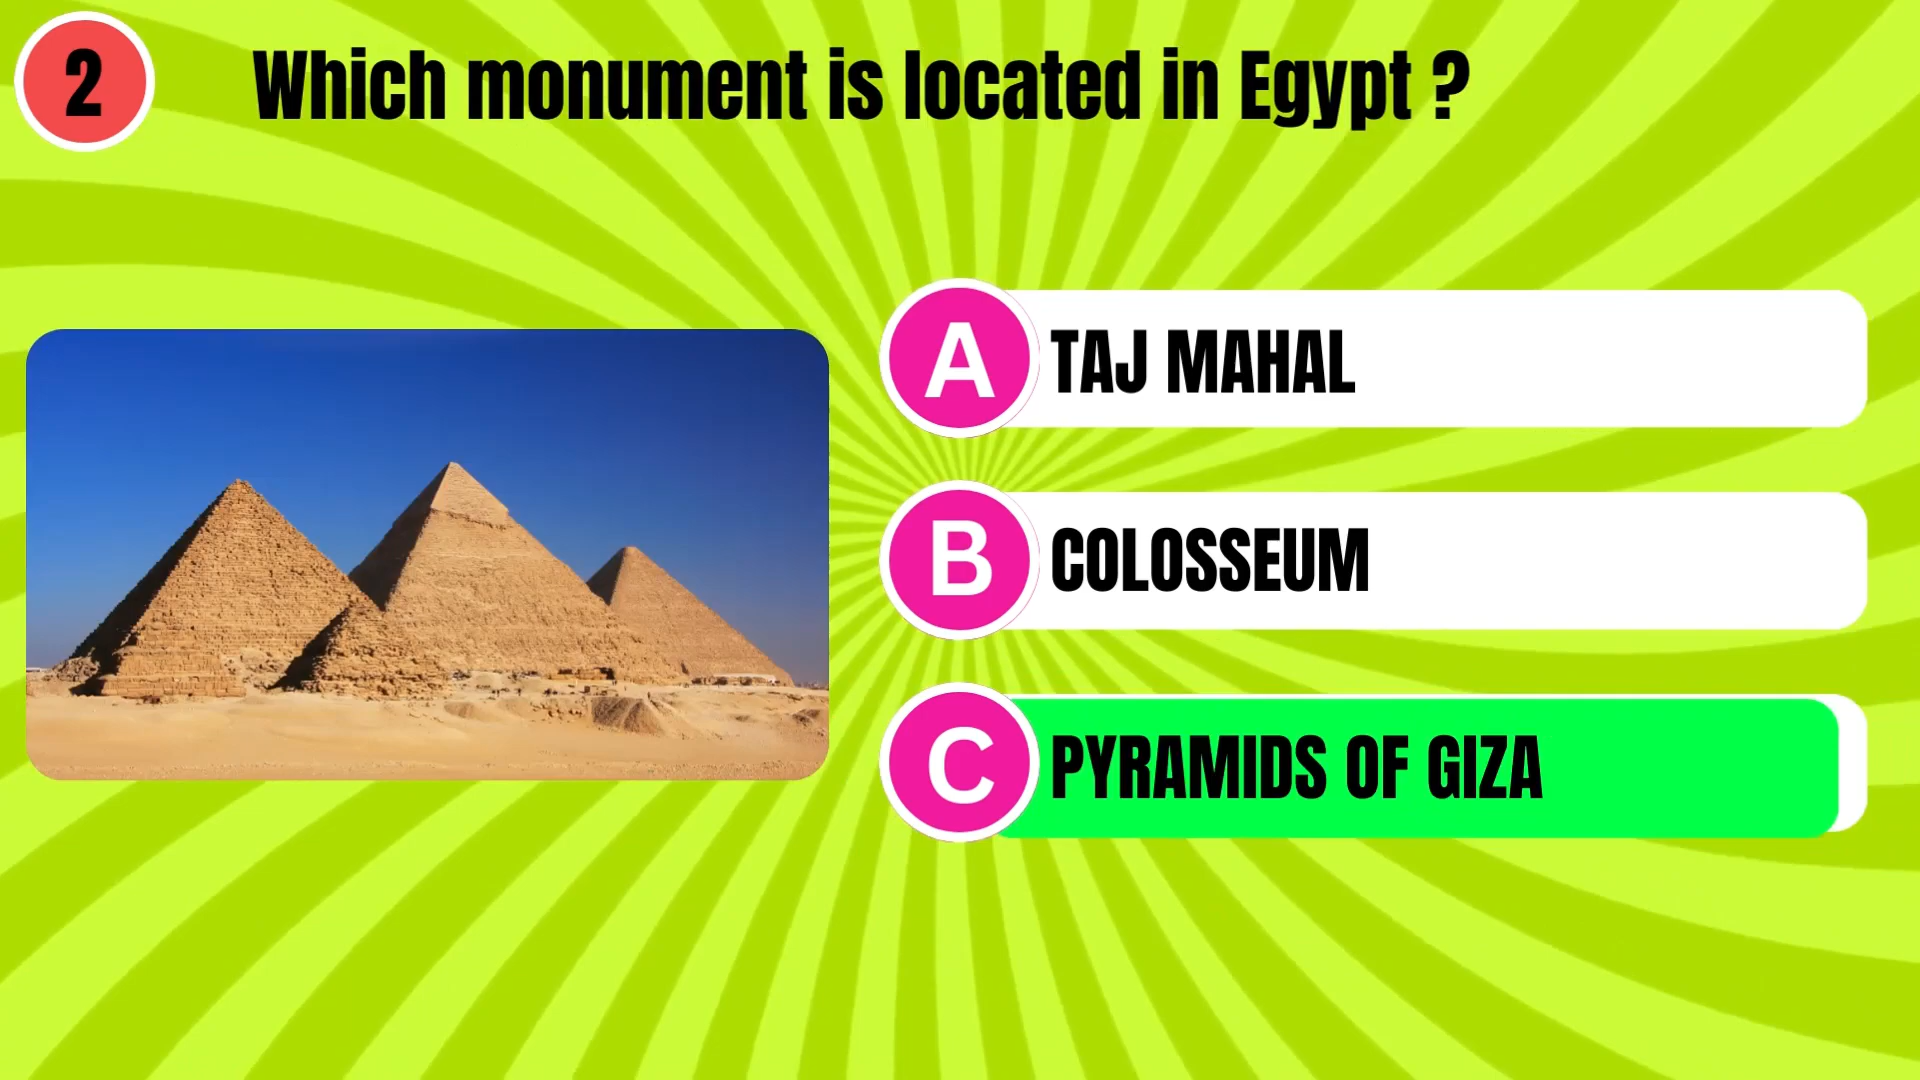 2
Which monument is located in Egypt ?
A TAJ MAHAL
B COLOSSEUM
C PYRAMIDS OF GIZA